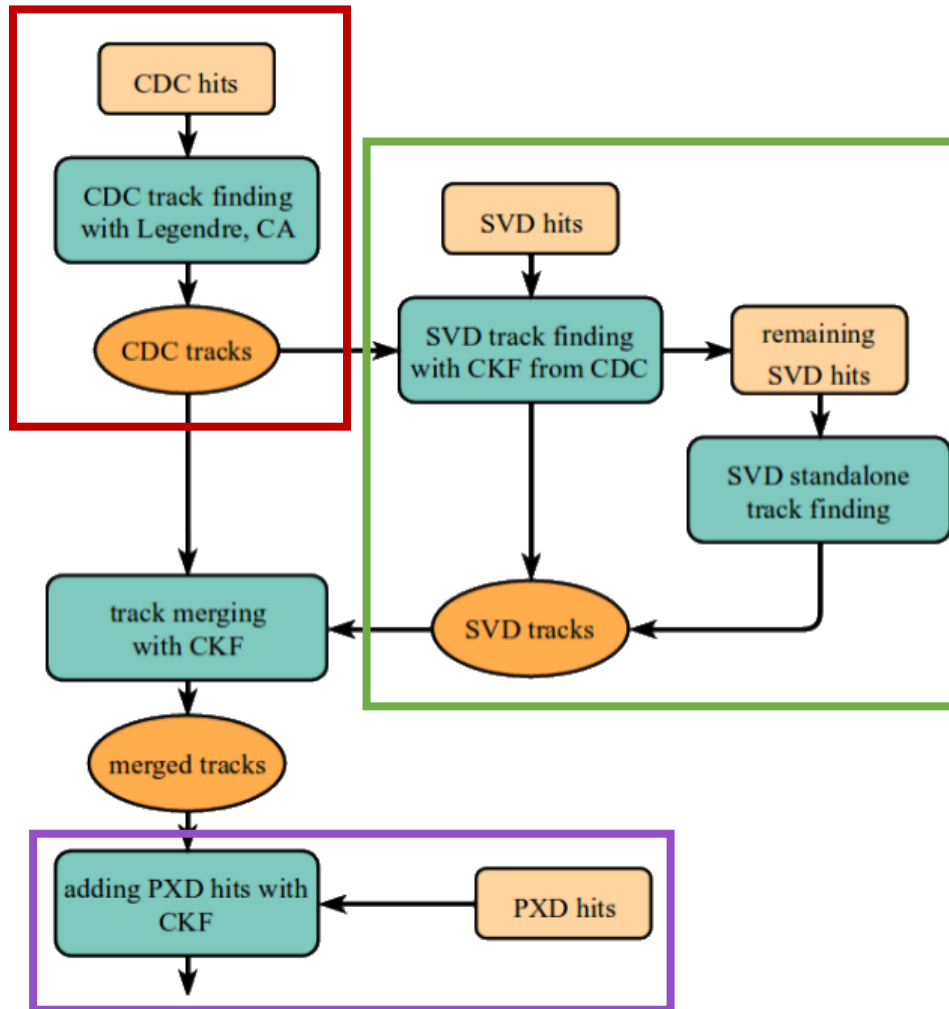 CDC hits
CDC track finding
with Legendre, CA
CDC tracks
SVD hits
SVD track finding
with CKF from CDC
remaining
SVD hits
SVD standalone
track finding
SVD tracks
track merging
with CKF
merged tracks
adding PXD hits with
CKF
PXD hits